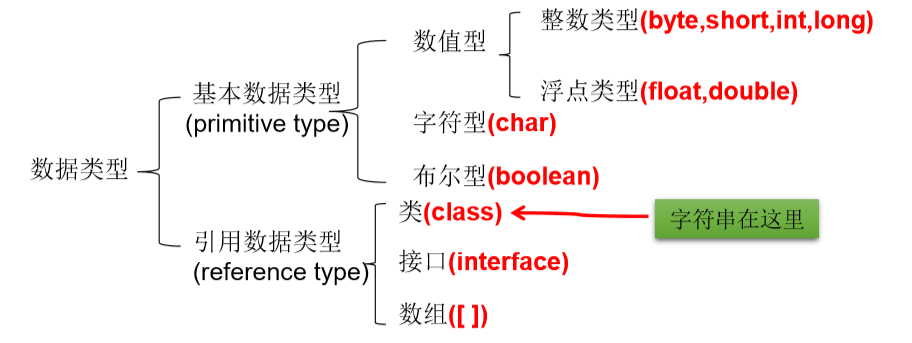 数据类型
基本数据类型
(primitive type)
数值型
整数类型(byte,short,int,long)
浮点类型(float,double)
字符型(char)
布尔型(boolean)
引用数据类型
(reference type)
类(class)
字符串在这里
接口(interface)
数组([ ])